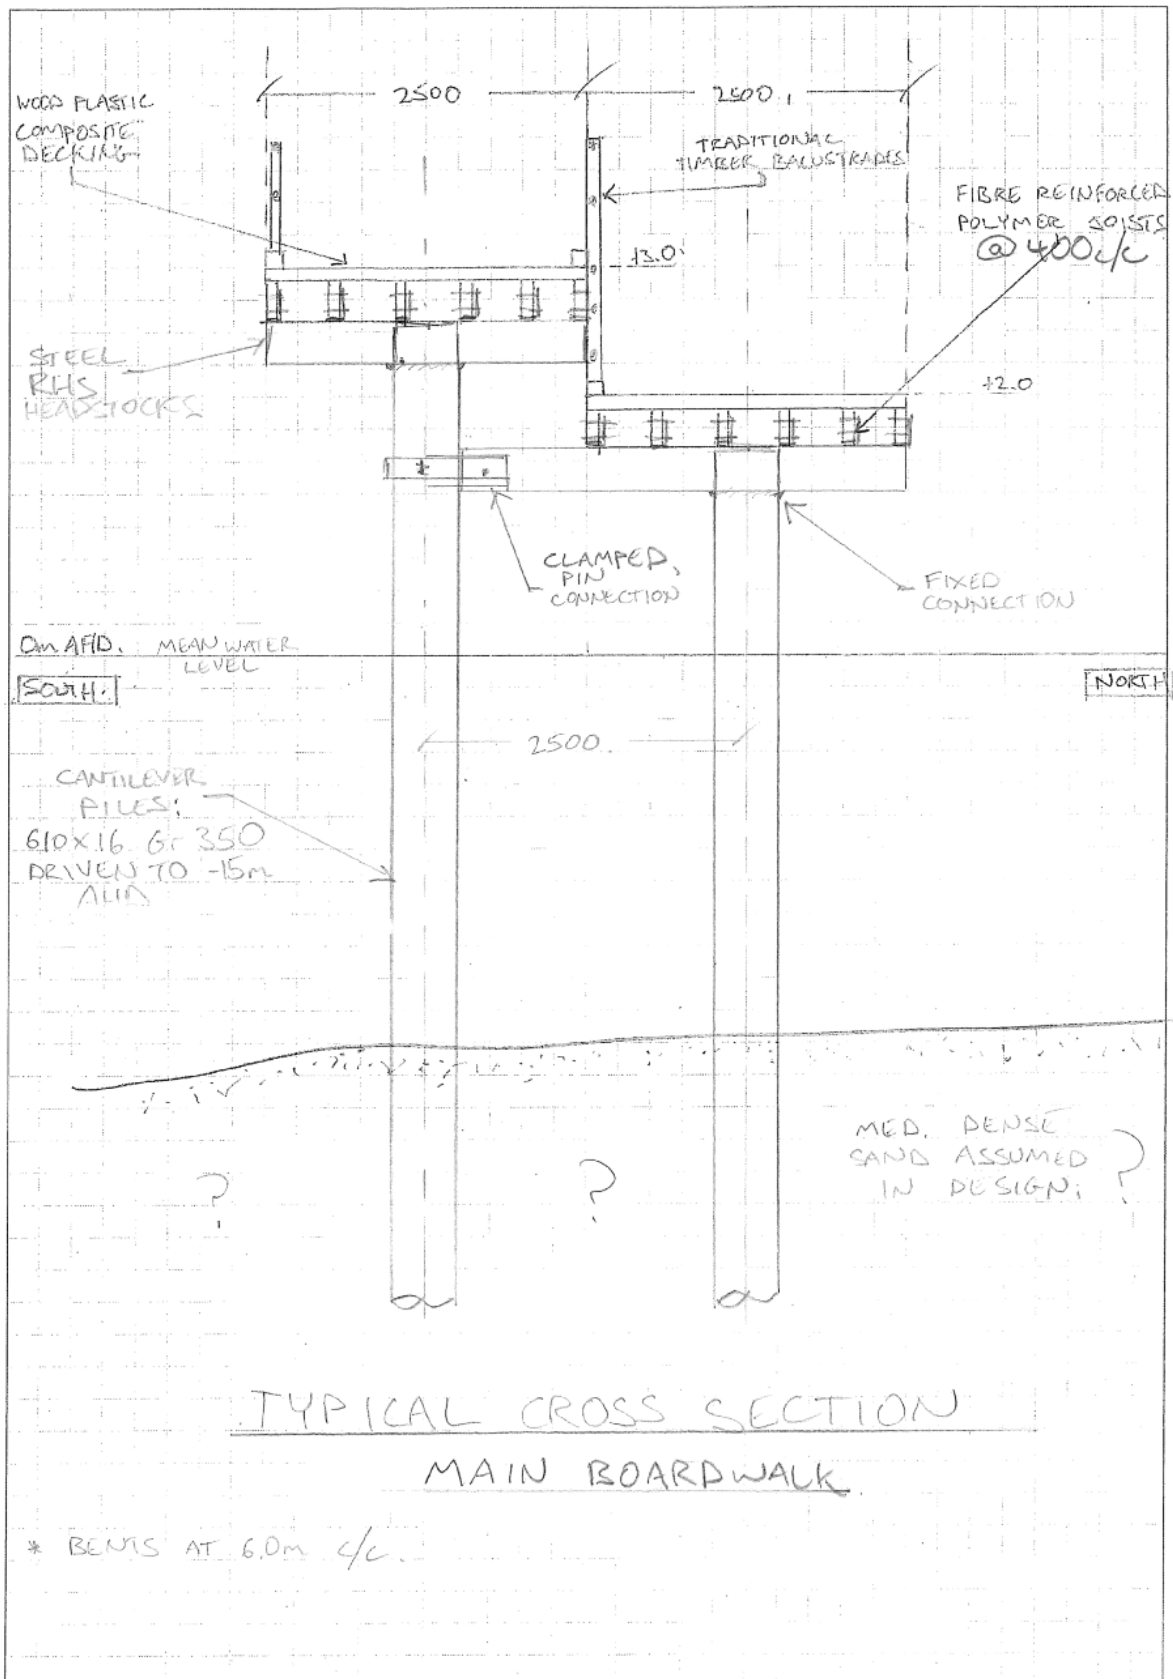 2500
2500
WOOD PLASTIC
COMPOSITE
DECKING
TRADITIONAL
TIMBER BALUSTRADES
FIBRE REINFORCED
POLYMER JOISTS
@ 400 c/c
+3.0
+2.0
STEEL
RHS
HEADSTOCKS
CLAMPED,
PIN
CONNECTION
FIXED
CONNECTION
0m AHD. MEAN WATER
LEVEL
SOUTH.
NORTH
2500.
CANTILEVER
PILES:
610x16 Gr 350
DRIVEN TO -15m
AHD
MED. DENSE
SAND ASSUMED
IN DESIGN. ?
?
?
TYPICAL CROSS SECTION
MAIN BOARDWALK
* BENTS AT 6.0m c/c.